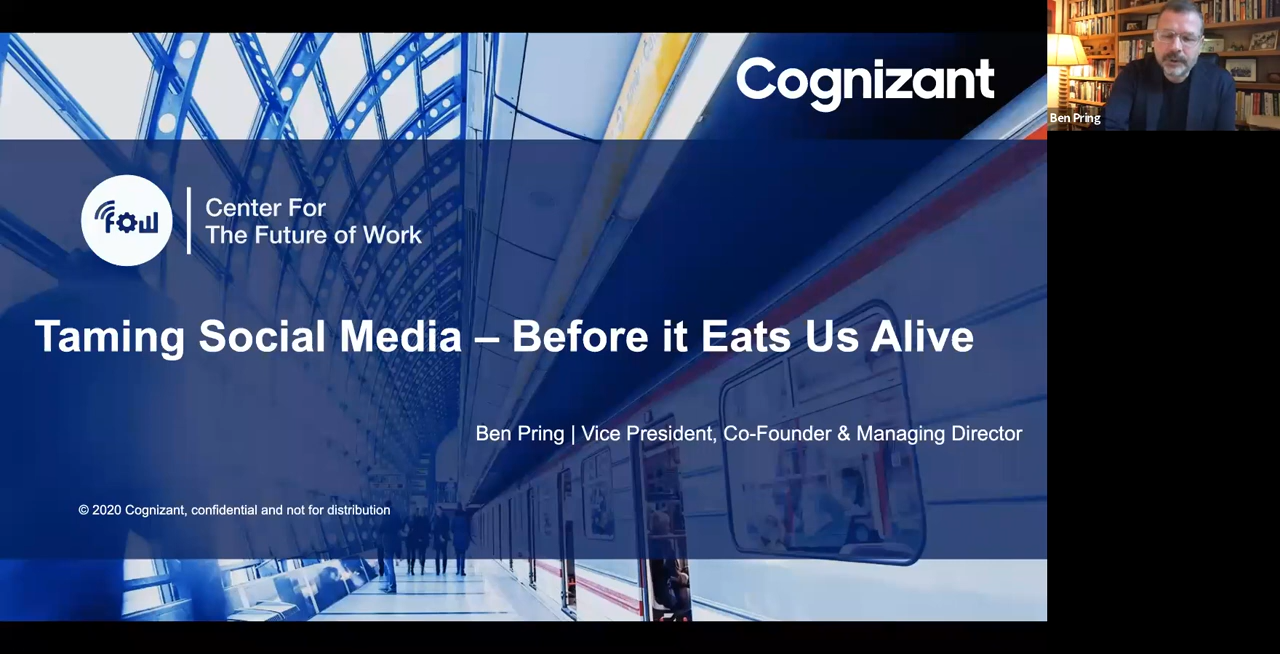 Cognizant
Ben Pring
FOW
Center For
The Future of Work
Taming Social Media – Before it Eats Us Alive
Ben Pring | Vice President, Co-Founder & Managing Director
© 2020 Cognizant, confidential and not for distribution